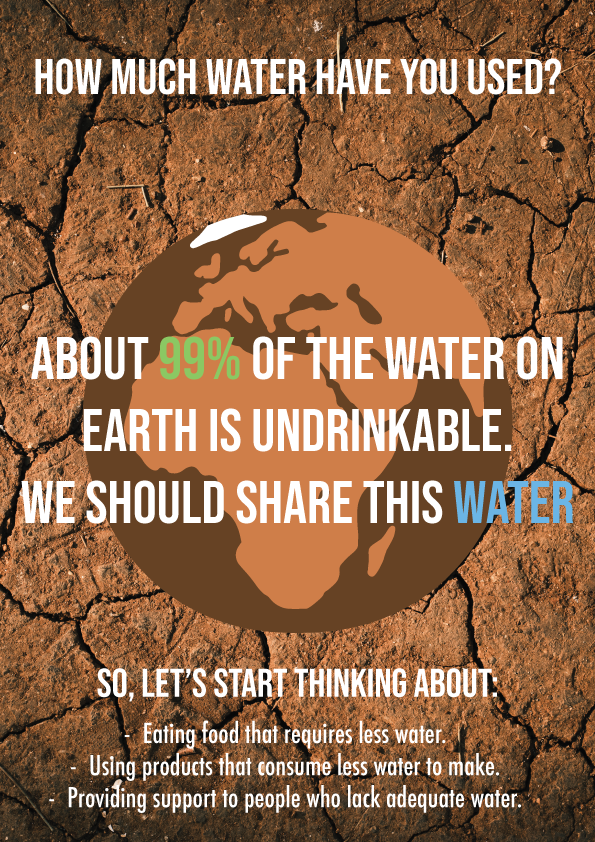 HOW MUCH WATER HAVE YOU USED?
ABOUT 99% OF THE WATER ON
EARTH IS UNDRINKABLE.
WE SHOULD SHARE THIS WATER
SO, LET'S START THINKING ABOUT:
- Eating food that requires less water.
- Using products that consume less water to make.
- Providing support to people who lack adequate water.